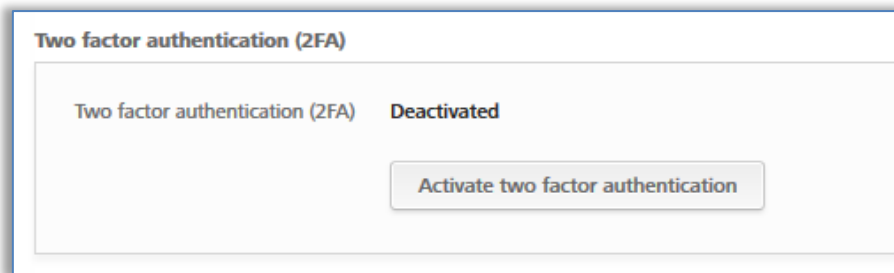 Two factor authentication (2FA)
Two factor authentication (2FA) Deactivated
Activate two factor authentication